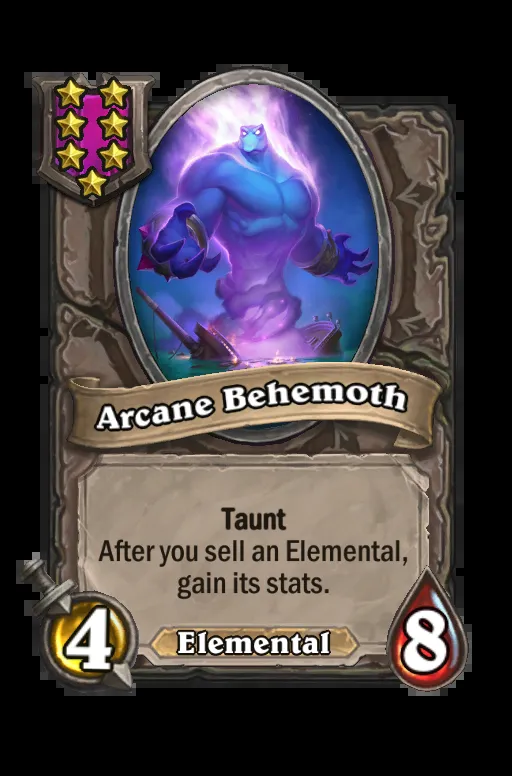 Arcane Behemoth
Taunt
After you sell an Elemental,
gain its stats.
4
Elemental
8